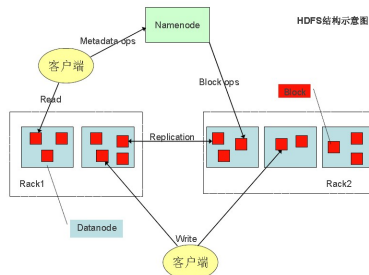 HDFS结构示意图
Namenode
Metadata ops
客户端
Block ops
Block
Read
Replication
Rack1
Rack2
Datanode
Write
客户端